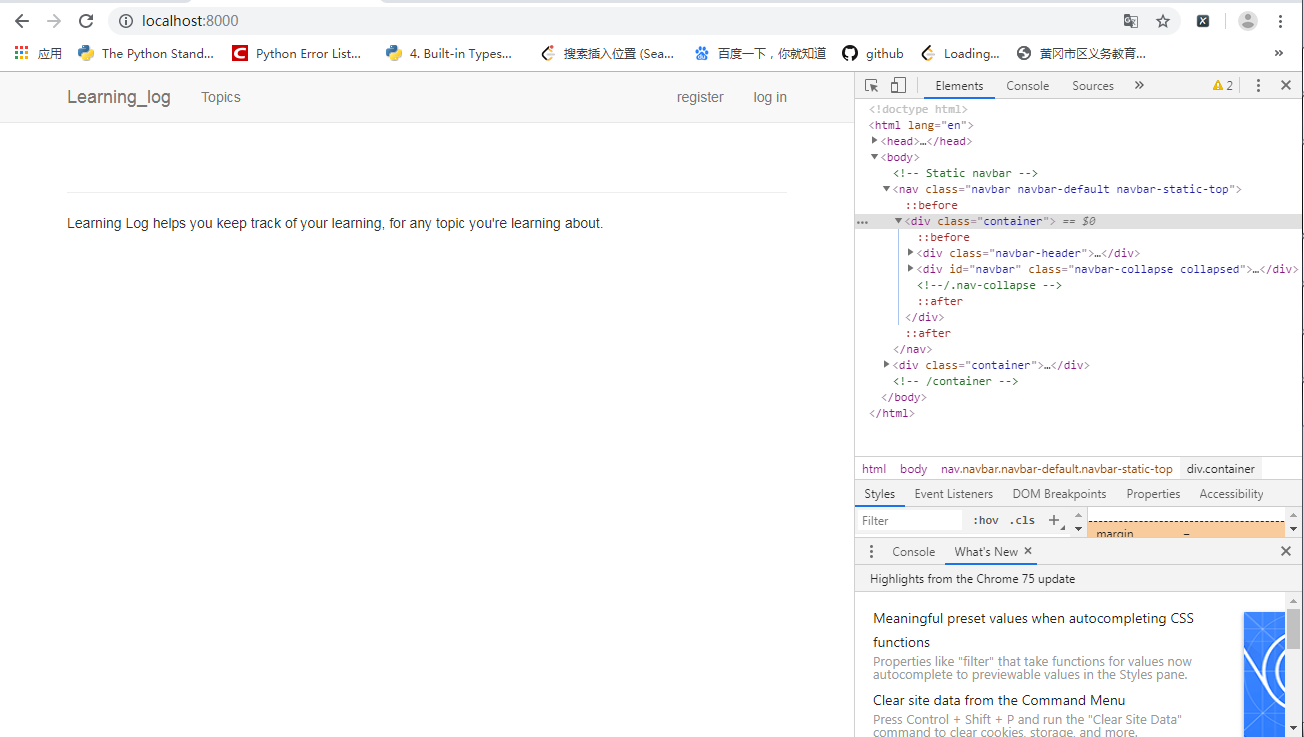 localhost:8000
应用 The Python Stand... Python Error List... 4. Built-in Types... 搜索插入位置 (Sea... 百度一下，你就知道 github Loading... 黄冈市区义务教育... »
Learning_log Topics register log in
Learning Log helps you keep track of your learning, for any topic you're learning about.
Elements Console Sources » 2
<!doctype html>
<html lang="en">
<head>…</head>
<body>
<!-- Static navbar -->
<nav class="navbar navbar-default navbar-static-top">
::before
<div class="container"> == $0
::before
<div class="navbar-header">…</div>
<div id="navbar" class="navbar-collapse collapsed">…</div>
<!--/.nav-collapse -->
::after
</div>
::after
</nav>
<div class="container">…</div>
<!-- /container -->
</body>
</html>
html body nav.navbar.navbar-default.navbar-static-top div.container
Styles Event Listeners DOM Breakpoints Properties Accessibility
Filter :hov .cls +
margin –
Console What's New ×
Highlights from the Chrome 75 update
Meaningful preset values when autocompleting CSS
functions
Properties like "filter" that take functions for values now
autocomplete to previewable values in the Styles pane.
Clear site data from the Command Menu
Press Control + Shift + P and run the "Clear Site Data"
command to clear cookies, storage, and more.